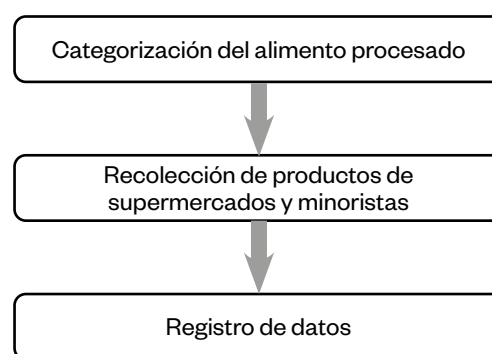 Categorización del alimento procesado
Recolección de productos de
supermercados y minoristas
Registro de datos